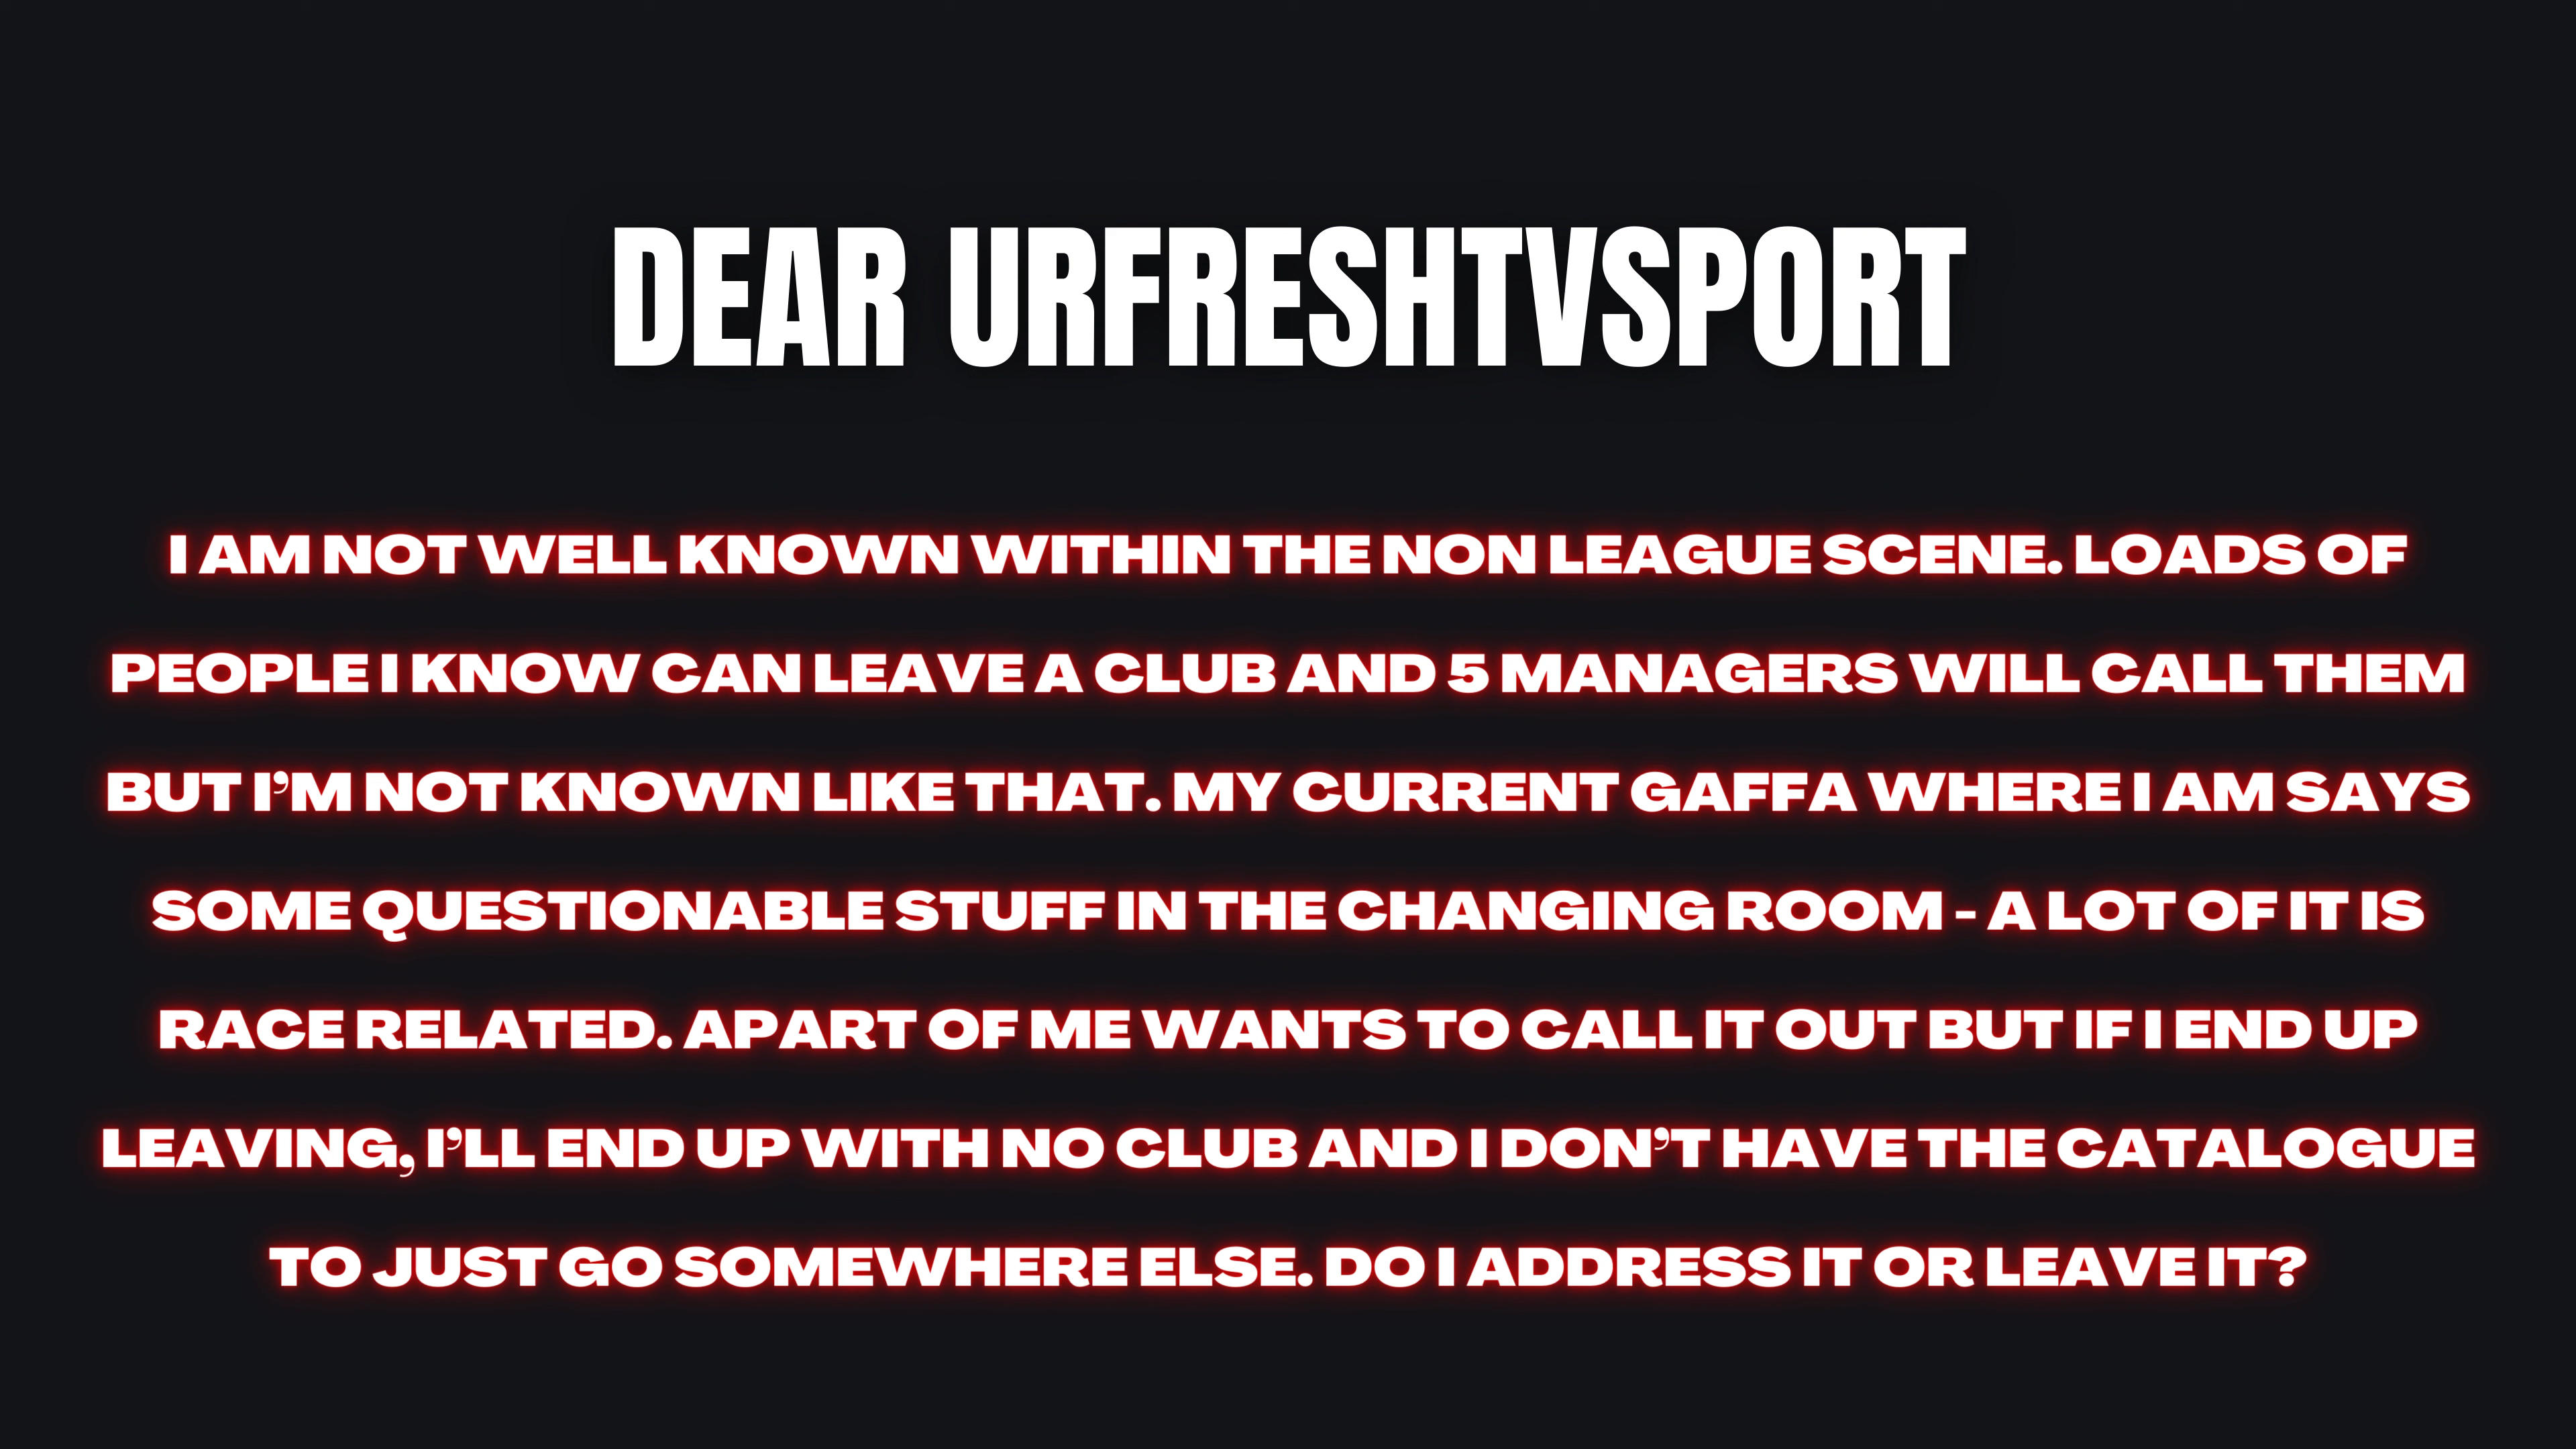 DEAR URFRESHTVSPORT
I AM NOT WELL KNOWN WITHIN THE NON LEAGUE SCENE. LOADS OF
PEOPLE I KNOW CAN LEAVE A CLUB AND 5 MANAGERS WILL CALL THEM
BUT I'M NOT KNOWN LIKE THAT. MY CURRENT GAFFA WHERE I AM SAYS
SOME QUESTIONABLE STUFF IN THE CHANGING ROOM - A LOT OF IT IS
RACE RELATED. APART OF ME WANTS TO CALL IT OUT BUT IF I END UP
LEAVING, I'LL END UP WITH NO CLUB AND I DON'T HAVE THE CATALOGUE
TO JUST GO SOMEWHERE ELSE. DO I ADDRESS IT OR LEAVE IT?